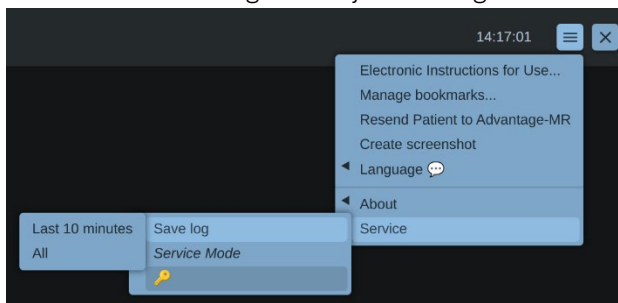 14:17:01
Electronic Instructions for Use...
Manage bookmarks...
Resend Patient to Advantage-MR
Create screenshot
Language 💬
About
Service
Save log
Service Mode
🔑
Last 10 minutes
All